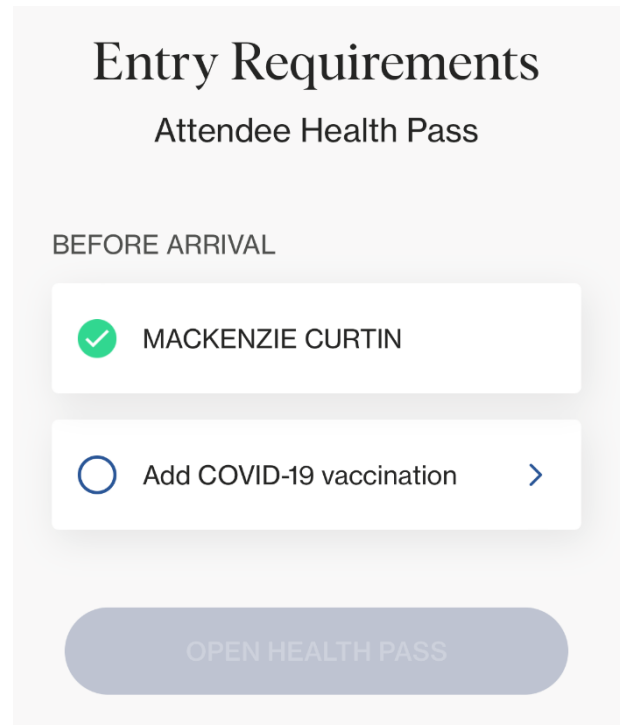 Entry Requirements
Attendee Health Pass
BEFORE ARRIVAL
MACKENZIE CURTIN
Add COVID-19 vaccination
OPEN HEALTH PASS